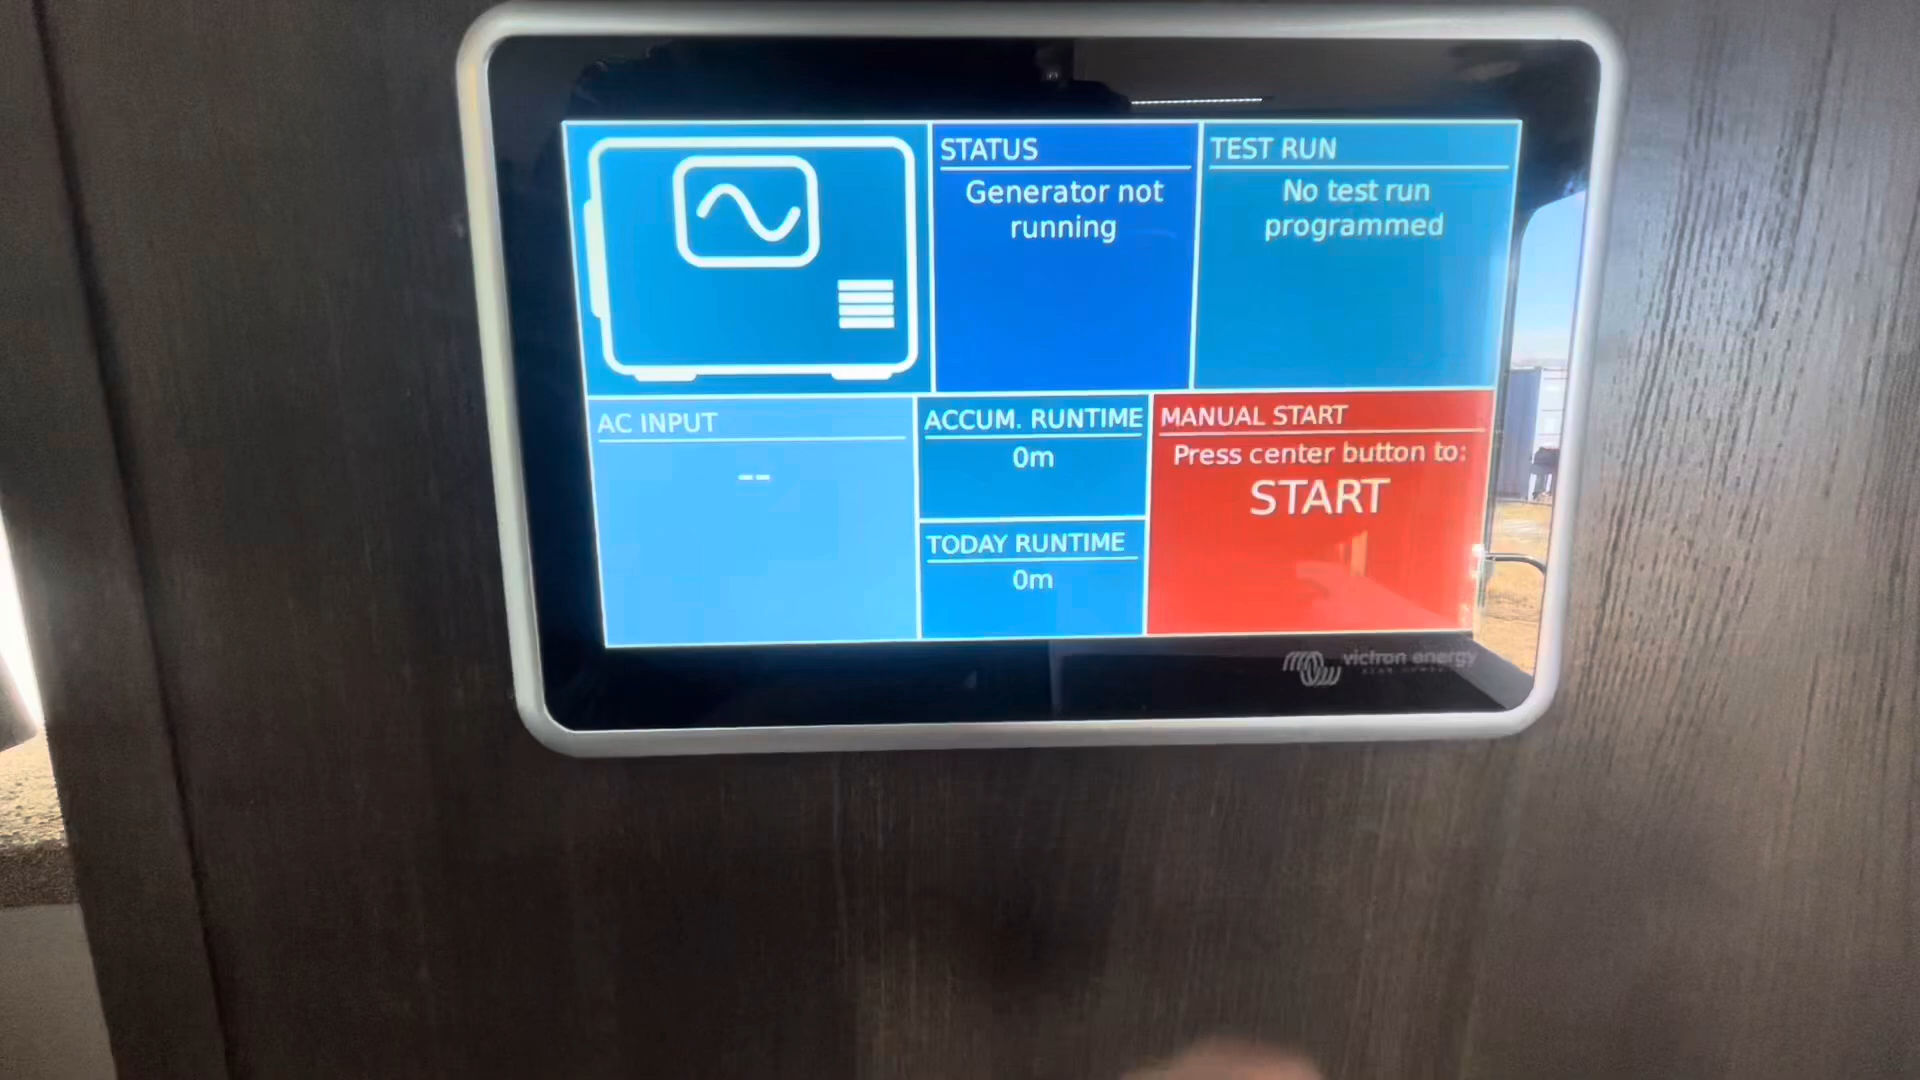 STATUS
Generator not
running
TEST RUN
No test run
programmed
AC INPUT
--
ACCUM. RUNTIME
0m
TODAY RUNTIME
0m
MANUAL START
Press center button to:
START
victron energy